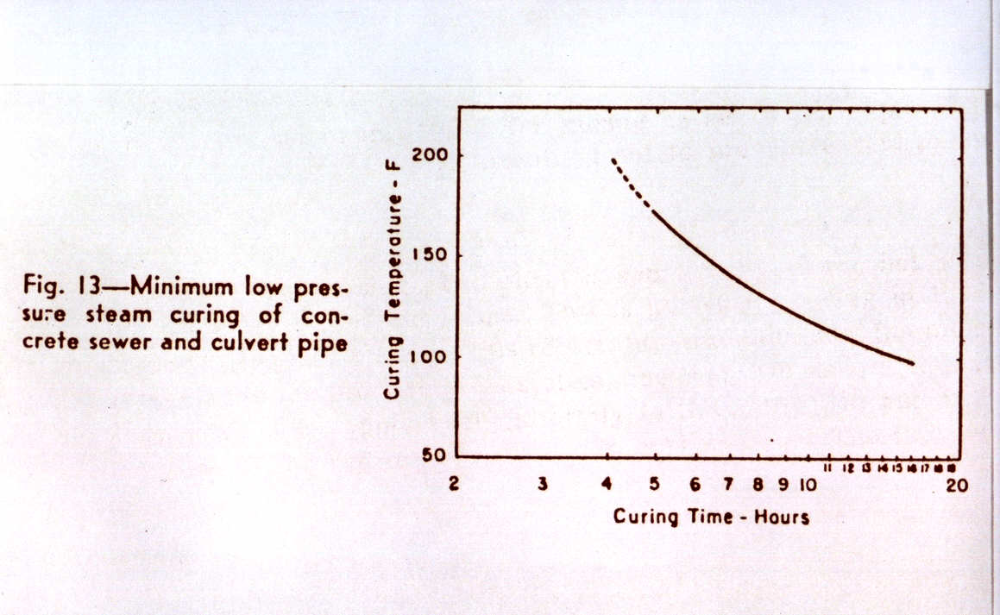 Fig. 13—Minimum low pres-
sure steam curing of con-
crete sewer and culvert pipe
Curing Temperature - F
200
150
100
50
11 12 13 14 15 16 17 18 19
2 3 4 5 6 7 8 9 10 20
Curing Time - Hours